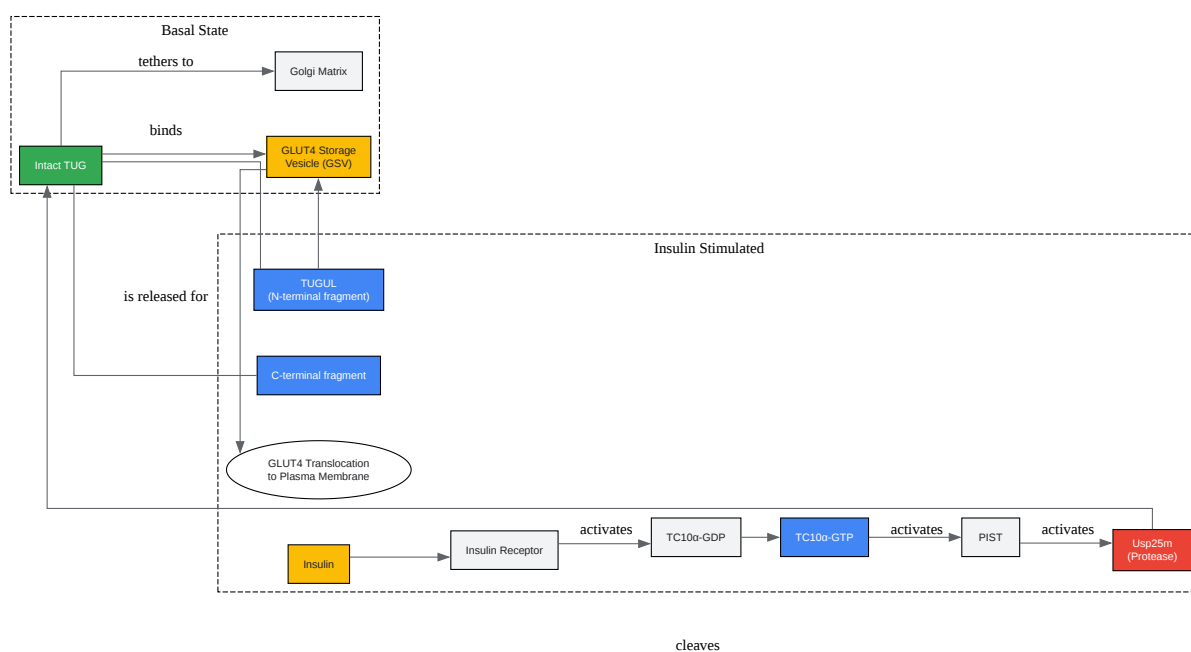 Basal State
tethers to
Golgi Matrix
binds
Intact TUG
GLUT4 Storage
Vesicle (GSV)
Insulin Stimulated
TUGUL
(N-terminal fragment)
is released for
C-terminal fragment
GLUT4 Translocation
to Plasma Membrane
Insulin
Insulin Receptor
activates
TC10α-GDP
TC10α-GTP
activates
PIST
activates
Usp25m
(Protease)
cleaves